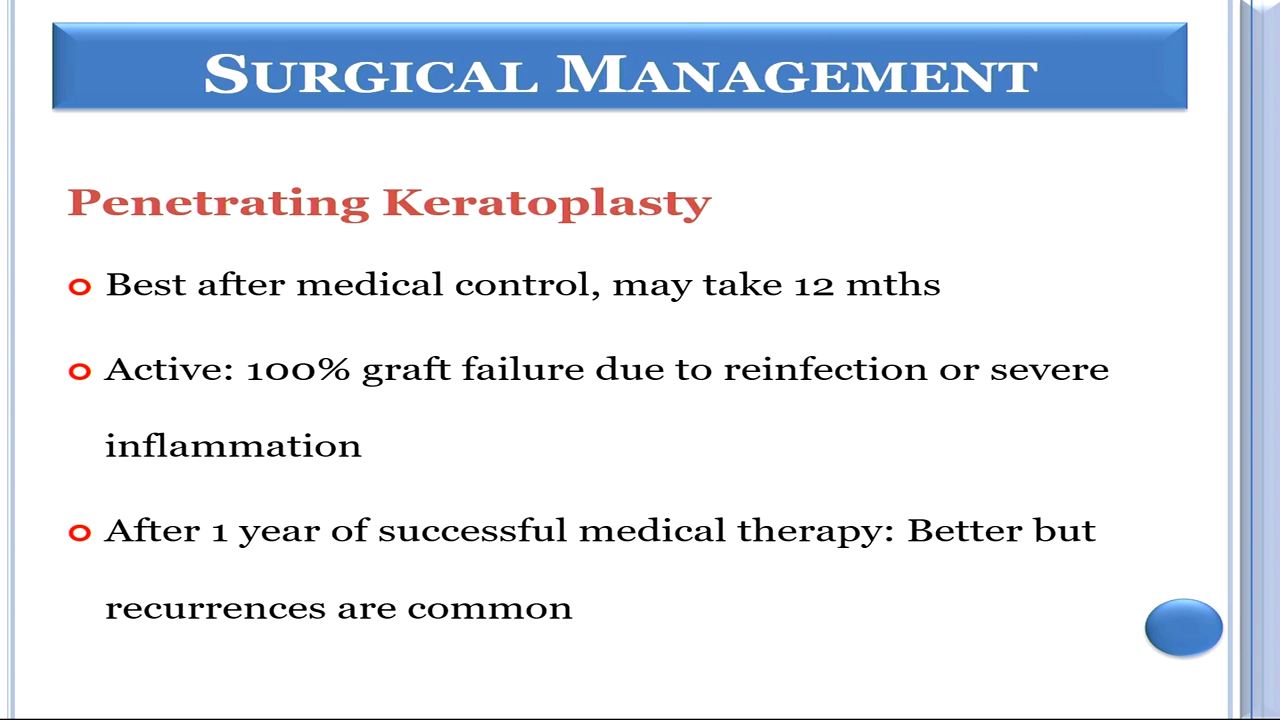 SURGICAL MANAGEMENT
Penetrating Keratoplasty
Best after medical control, may take 12 mths
Active: 100% graft failure due to reinfection or severe
inflammation
After 1 year of successful medical therapy: Better but
recurrences are common